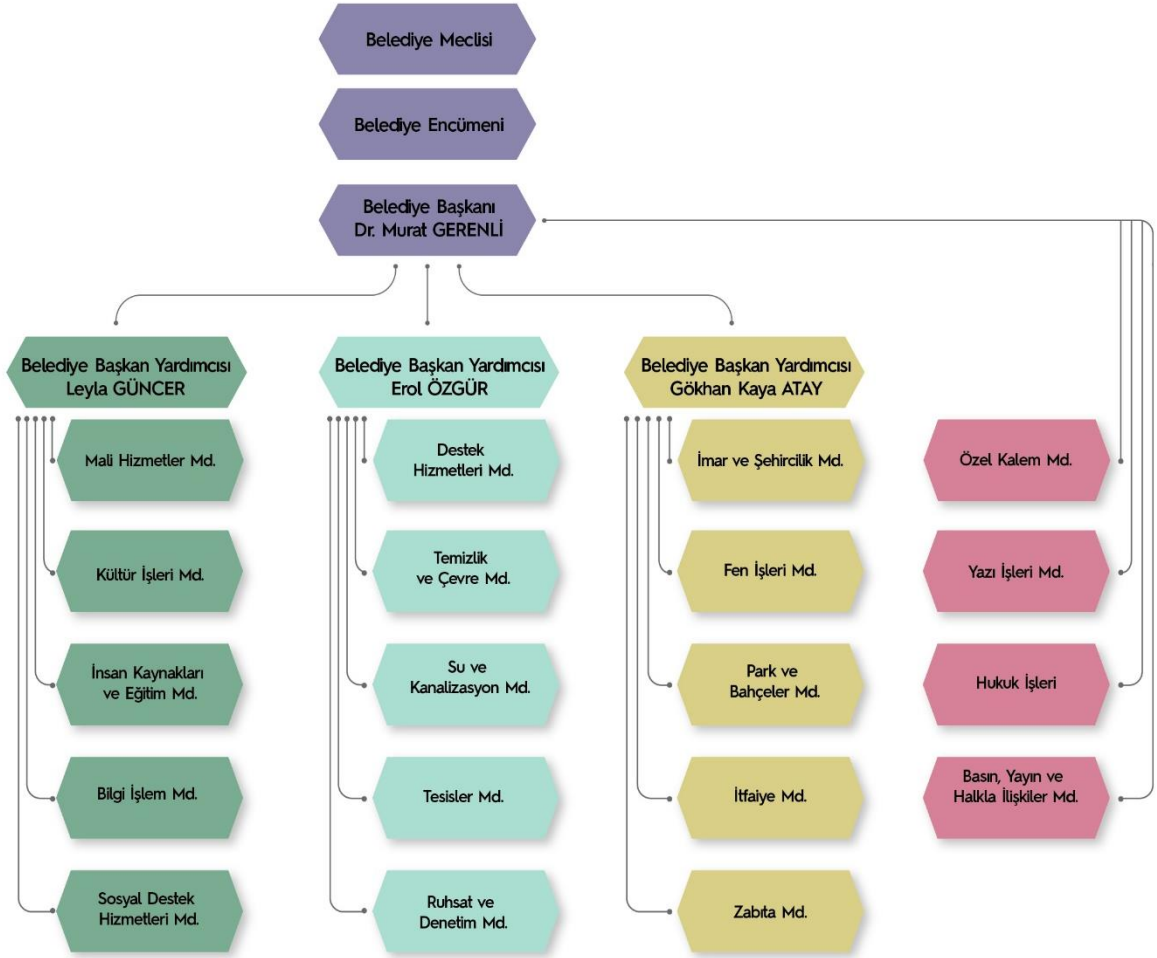 Belediye Meclisi
Belediye Encümeni
Belediye Başkanı
Dr. Murat GERENLİ
Belediye Başkan Yardımcısı
Leyla GÜNCER
Mali Hizmetler Md.
Kültür İşleri Md.
İnsan Kaynakları
ve Eğitim Md.
Bilgi İşlem Md.
Sosyal Destek
Hizmetleri Md.
Belediye Başkan Yardımcısı
Erol ÖZGÜR
Destek
Hizmetleri Md.
Temizlik
ve Çevre Md.
Su ve
Kanalizasyon Md.
Tesisler Md.
Ruhsat ve
Denetim Md.
Belediye Başkan Yardımcısı
Gökhan Kaya ATAY
İmar ve Şehircilik Md.
Fen İşleri Md.
Park ve
Bahçeler Md.
İtfaiye Md.
Zabıta Md.
Özel Kalem Md.
Yazı İşleri Md.
Hukuk İşleri
Basın, Yayın ve
Halkla İlişkiler Md.